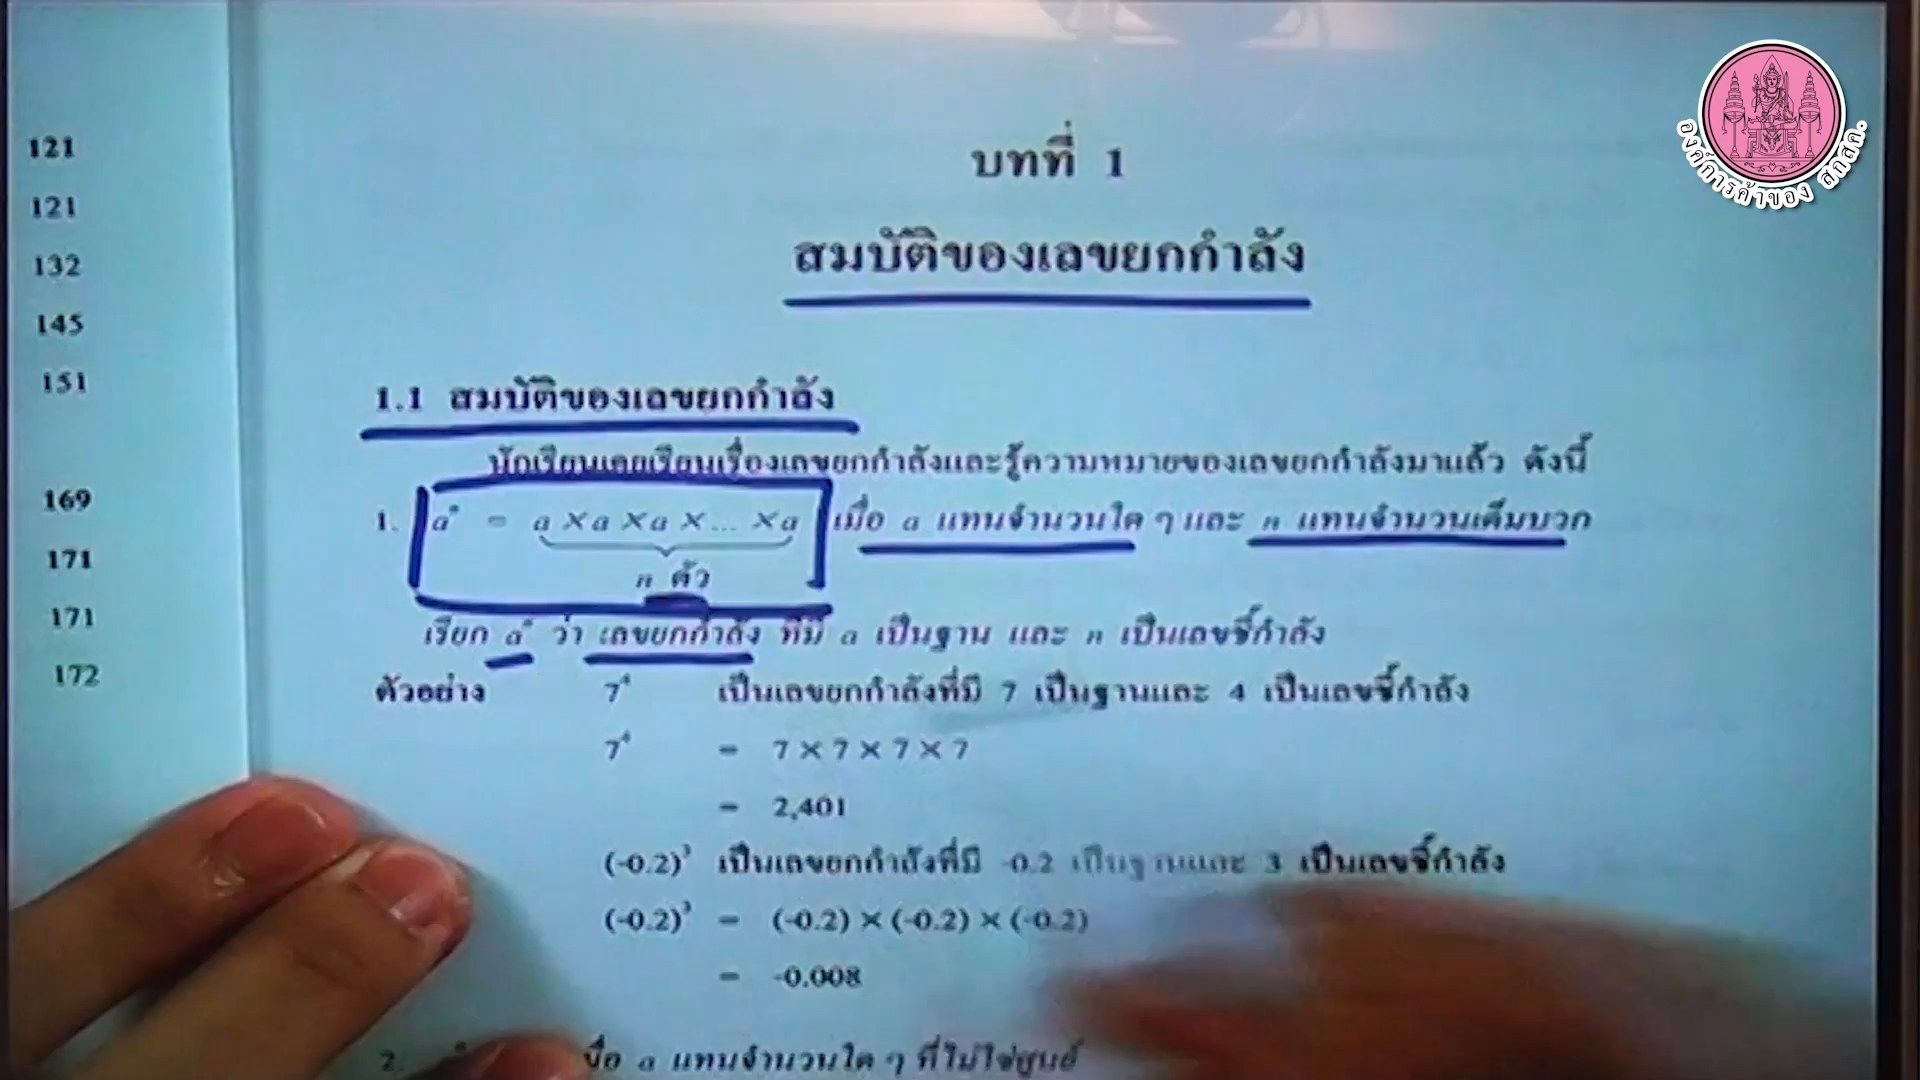 องค์การค้าของ สกสค.
121
121
132
145
151
169
171
171
172
บทที่ 1
สมบัติของเลขยกกำลัง
1.1 สมบัติของเลขยกกำลัง
นักเรียนเคยเรียนเรื่องเลขยกกำลังและรู้ความหมายของเลขยกกำลังมาแล้ว ดังนี้
1. aⁿ = a × a × a × ... × a เมื่อ a แทนจำนวนใด ๆ และ n แทนจำนวนเต็มบวก
n ตัว
เรียก aⁿ ว่า เลขยกกำลัง ที่มี a เป็นฐาน และ n เป็นเลขชี้กำลัง
ตัวอย่าง 7⁴ เป็นเลขยกกำลังที่มี 7 เป็นฐานและ 4 เป็นเลขชี้กำลัง
7⁴ = 7 × 7 × 7 × 7
= 2,401
(-0.2)³ เป็นเลขยกกำลังที่มี -0.2 เป็นฐานและ 3 เป็นเลขชี้กำลัง
(-0.2)³ = (-0.2) × (-0.2) × (-0.2)
= -0.008
2. a แทนจำนวนใด ๆ ที่ไม่ใช่ศูนย์